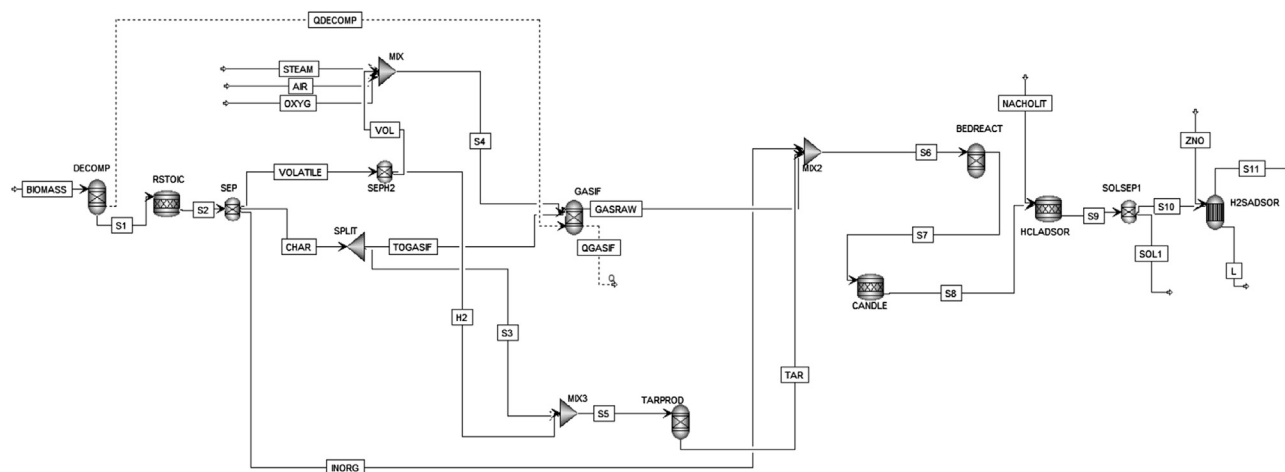 QDECOMP
MIX
STEAM
AIR
OXYG
NACHOLIT
BEDREACT
ZNO
VOL
S4
S6
DECOMP
MIX2
S11
RSTOIC
VOLATILE
GASIF
SOLSEP1
BIOMASS
SEP
SEPH2
GASRAW
S10
H2SADSOR
S2
S9
S1
HCLADSOR
SPLIT
S7
CHAR
TOGASIF
QGASIF
SOL1
L
Q
S8
CANDLE
H2
S3
TAR
MIX3
TARPROD
S5
INORG